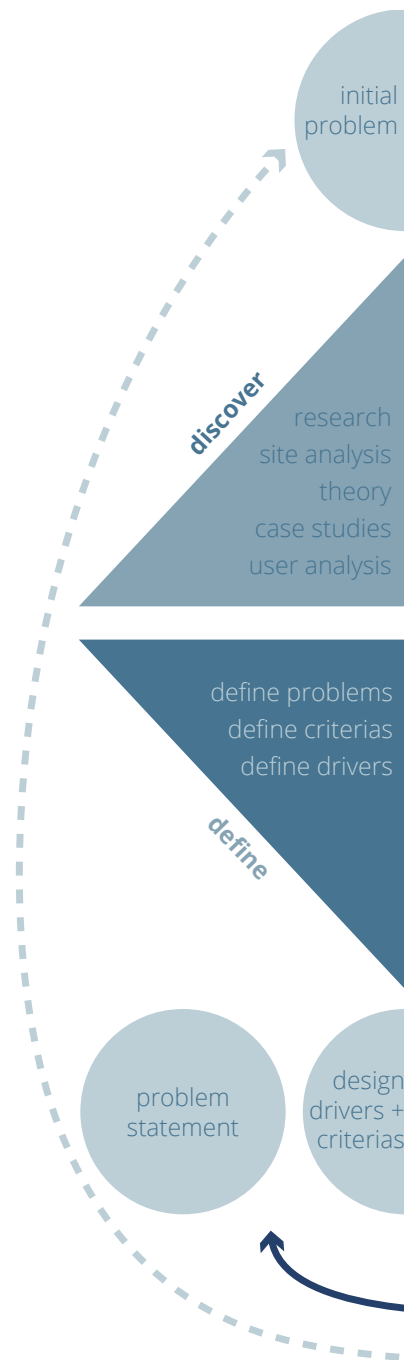 initial
problem
discover
research
site analysis
theory
case studies
user analysis
define problems
define criterias
define drivers
define
problem
statement
design
drivers +
criterias